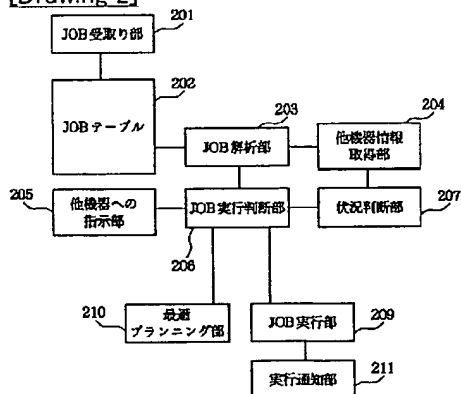 [Drawing 2]
201
JOB受取り部
202
JOBテーブル
203
JOB解析部
204
他機器情報
取得部
205
他機器への
指示部
JOB実行判断部
206
状況判断部
207
210
最適
プランニング部
JOB実行部
209
実行通知部
211